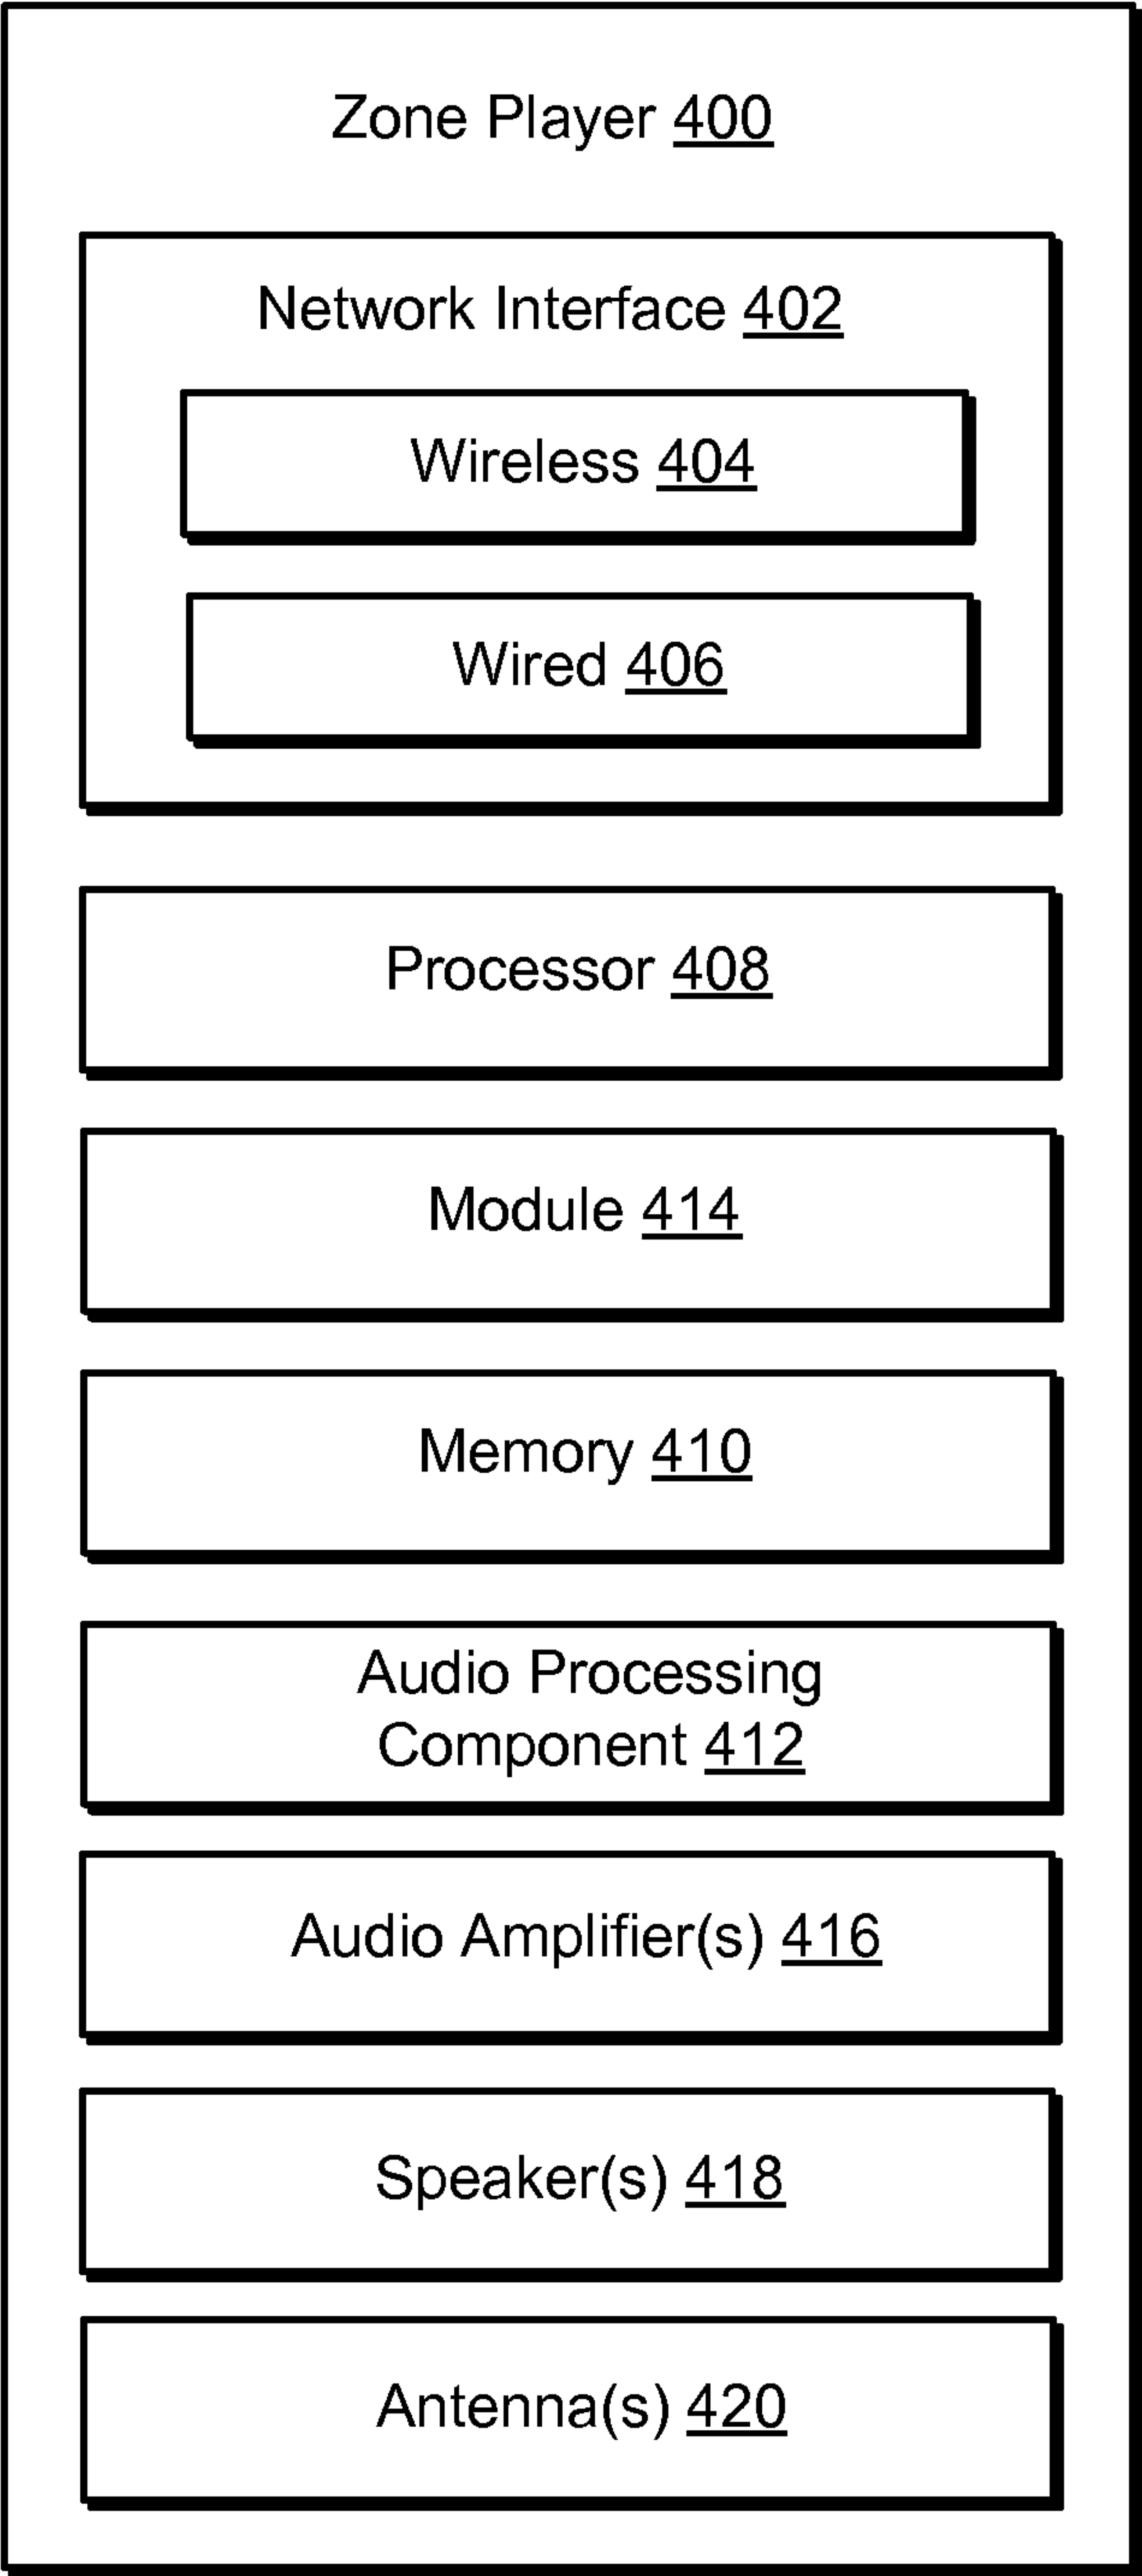 Zone Player 400
Network Interface 402
Wireless 404
Wired 406
Processor 408
Module 414
Memory 410
Audio Processing
Component 412
Audio Amplifier(s) 416
Speaker(s) 418
Antenna(s) 420